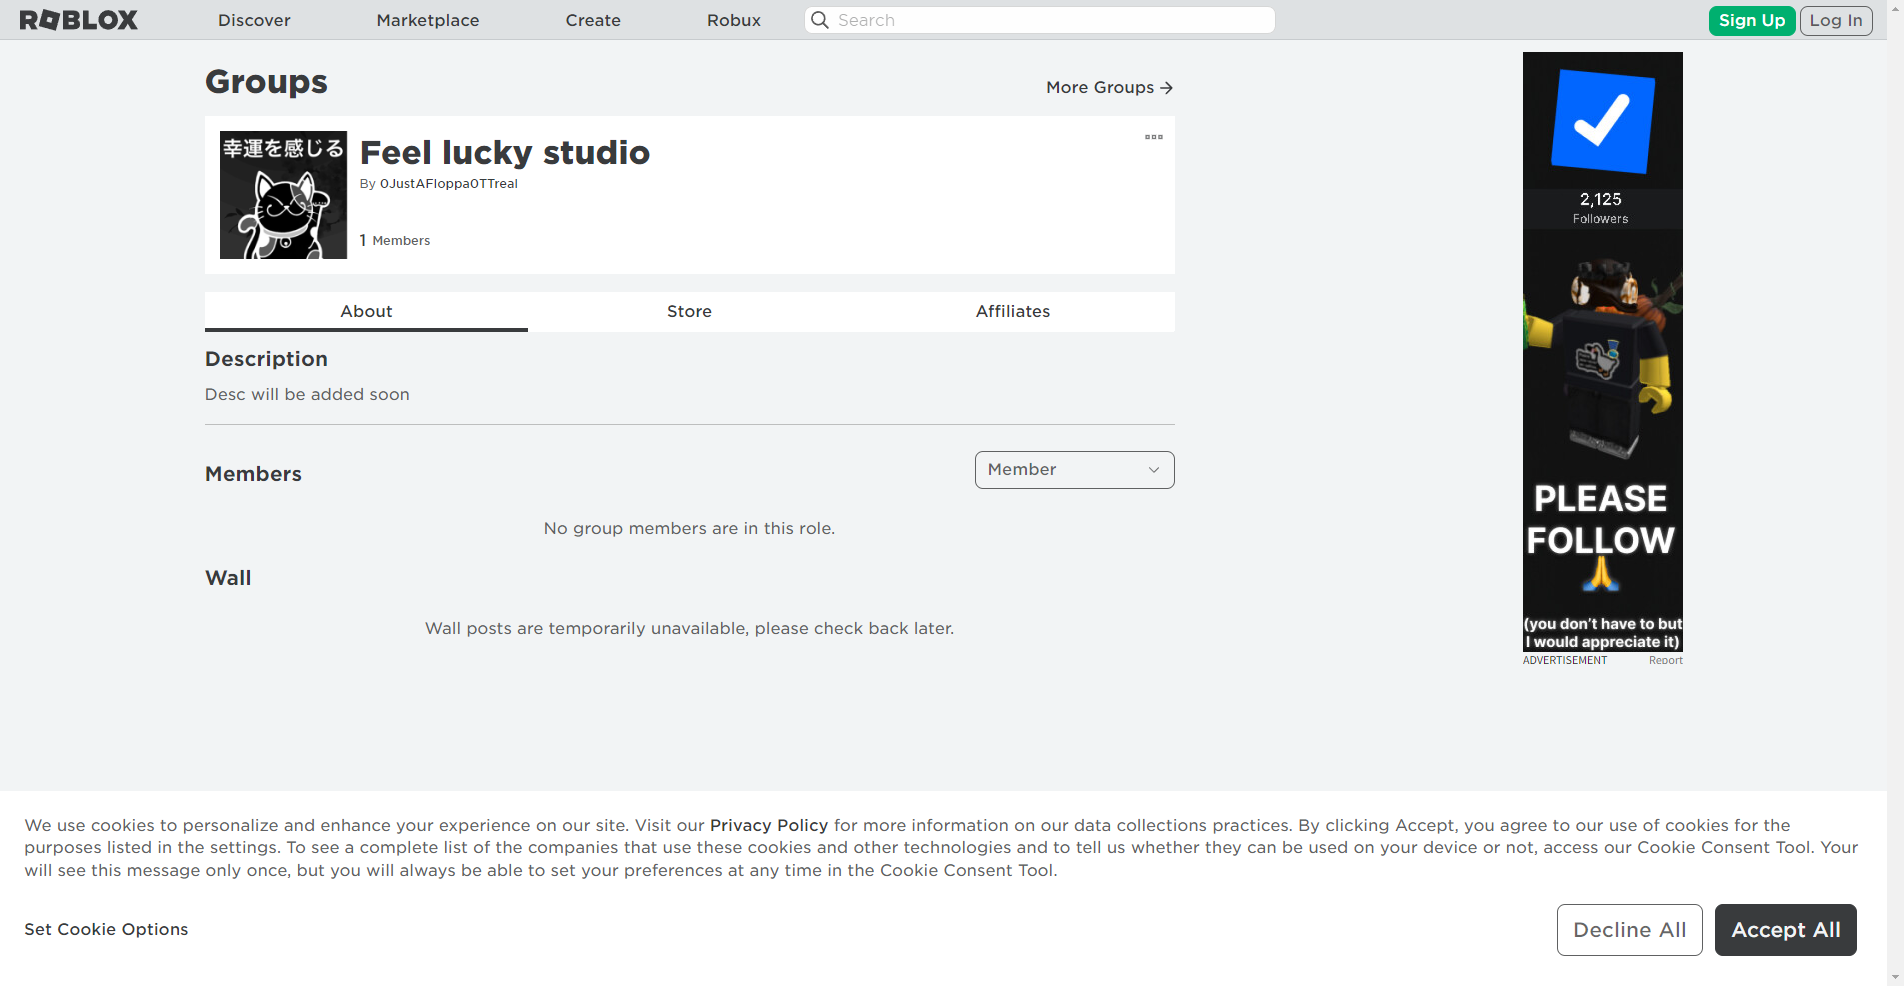 ROBLOX
Discover
Marketplace
Create
Robux
Search
Sign Up
Log In
Groups
More Groups
幸運を感じる
Feel lucky studio
By 0JustAFloppa0TTreal
1 Members
About
Store
Affiliates
Description
Desc will be added soon
Members
Member
No group members are in this role.
Wall
Wall posts are temporarily unavailable, please check back later.
2,125
Followers
PLEASE
FOLLOW
(you don't have to but
I would appreciate it)
ADVERTISEMENT
Report
We use cookies to personalize and enhance your experience on our site. Visit our Privacy Policy for more information on our data collections practices. By clicking Accept, you agree to our use of cookies for the
purposes listed in the settings. To see a complete list of the companies that use these cookies and other technologies and to tell us whether they can be used on your device or not, access our Cookie Consent Tool. Your
will see this message only once, but you will always be able to set your preferences at any time in the Cookie Consent Tool.
Set Cookie Options
Decline All
Accept All